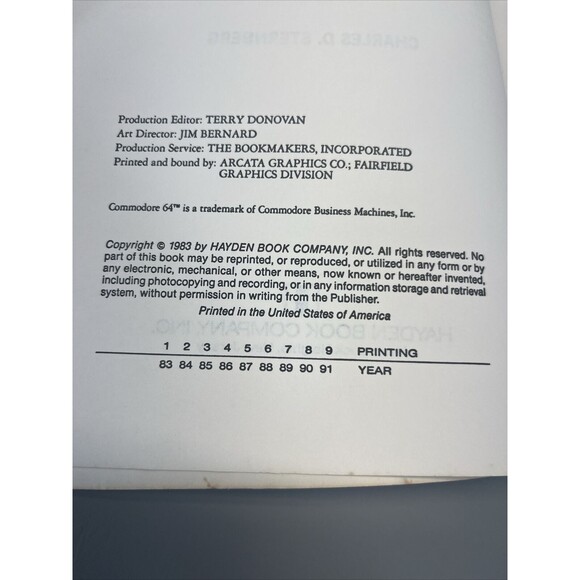 CHARLES D. STERNBERG
Production Editor: TERRY DONOVAN
Art Director: JIM BERNARD
Production Service: THE BOOKMAKERS, INCORPORATED
Printed and bound by: ARCATA GRAPHICS CO.; FAIRFIELD
GRAPHICS DIVISION
Commodore 64™ is a trademark of Commodore Business Machines, Inc.
Copyright © 1983 by HAYDEN BOOK COMPANY, INC. All rights reserved. No
part of this book may be reprinted, or reproduced, or utilized in any form or by
any electronic, mechanical, or other means, now known or hereafter invented,
including photocopying and recording, or in any information storage and retrieval
system, without permission in writing from the Publisher.
Printed in the United States of America
HAYDEN BOOK COMPANY, INC.
1 2 3 4 5 6 7 8 9 PRINTING
83 84 85 86 87 88 89 90 91 YEAR